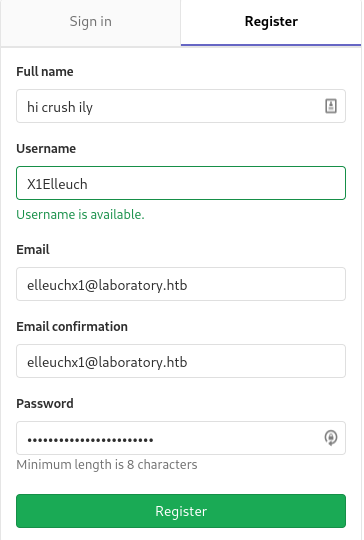 Sign in Register
Full name
hi crush ily
Username
X1Elleuch
Username is available.
Email
elleuchx1@laboratory.htb
Email confirmation
elleuchx1@laboratory.htb
Password
••••••••••••••••••••••••
Minimum length is 8 characters
Register